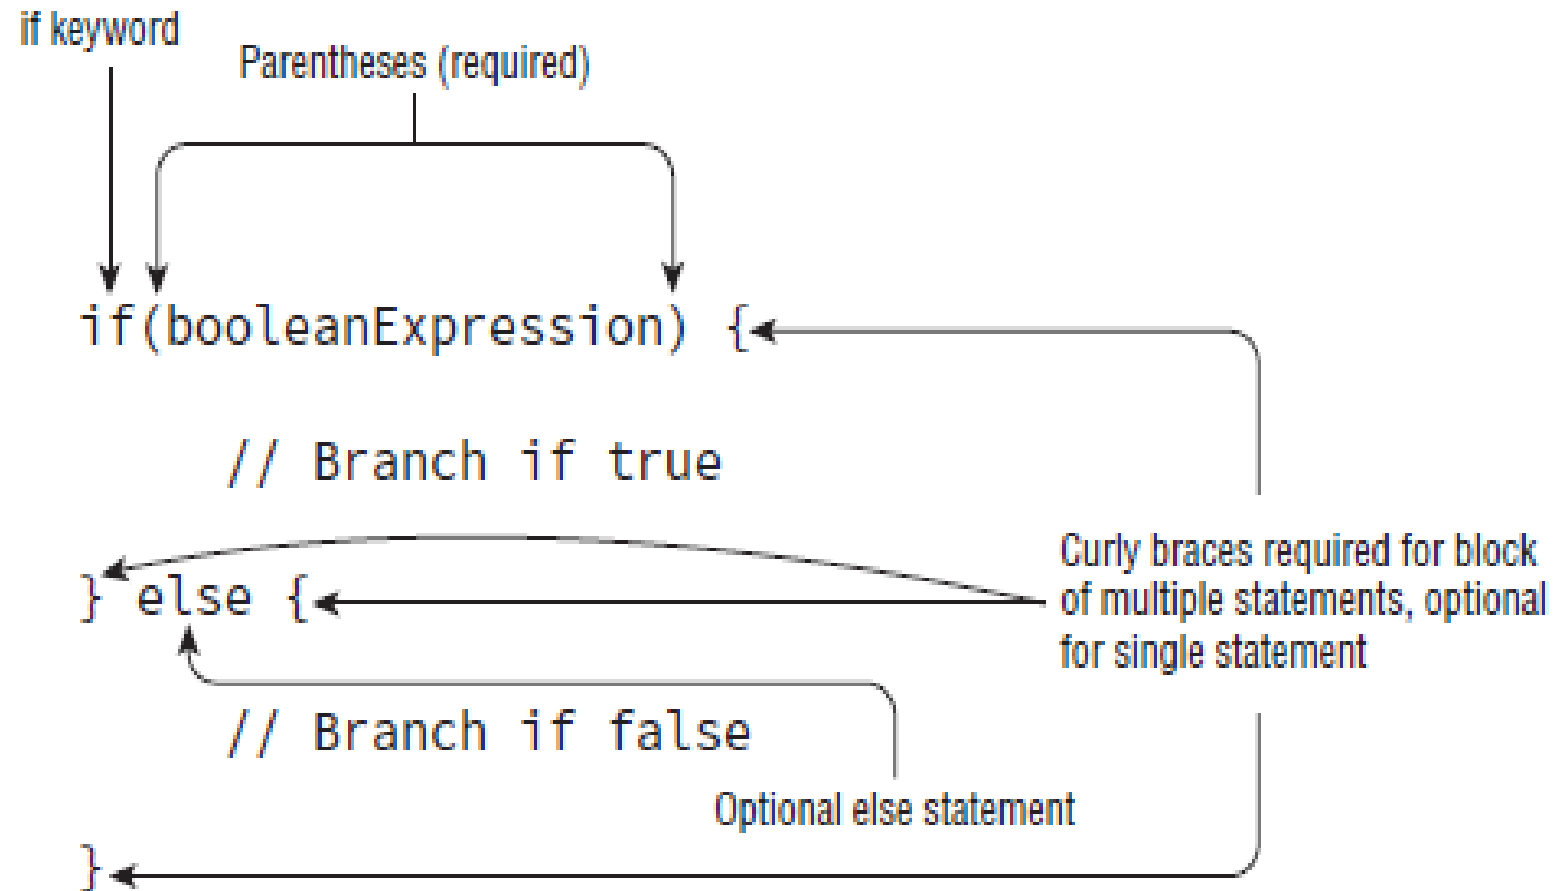 if keyword
Parentheses (required)
if(booleanExpression) {
// Branch if true
Curly braces required for block
of multiple statements, optional
for single statement
} else {
// Branch if false
Optional else statement
}